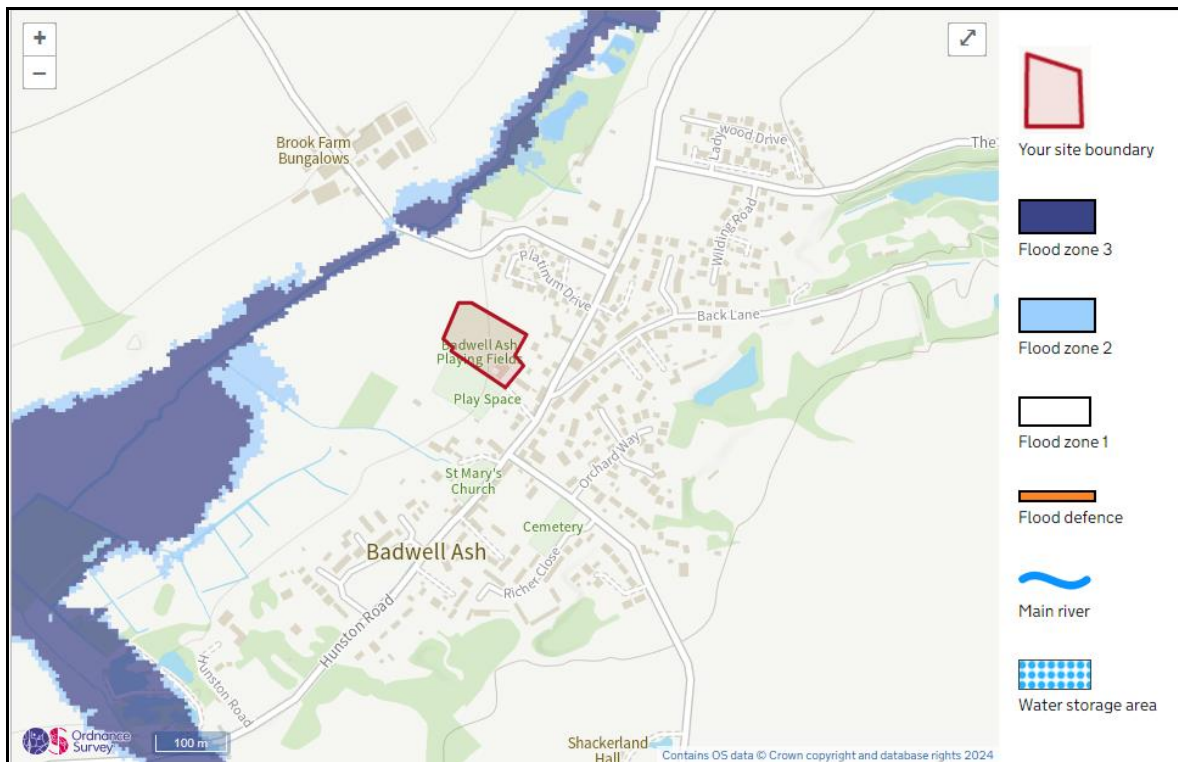 +
−
Brook Farm
Bungalows
Wood Drive
Lady
The
Wilding Road
Platinum Drive
Back Lane
Badwell Ash
Playing Fields
Play Space
Orchard Way
St Mary's
Church
Cemetery
Badwell Ash
Richer Close
Hunston Road
Hunston Road
Shackerland
Hall
Ordnance
Survey
100 m
Contains OS data © Crown copyright and database rights 2024
Your site boundary
Flood zone 3
Flood zone 2
Flood zone 1
Flood defence
Main river
Water storage area